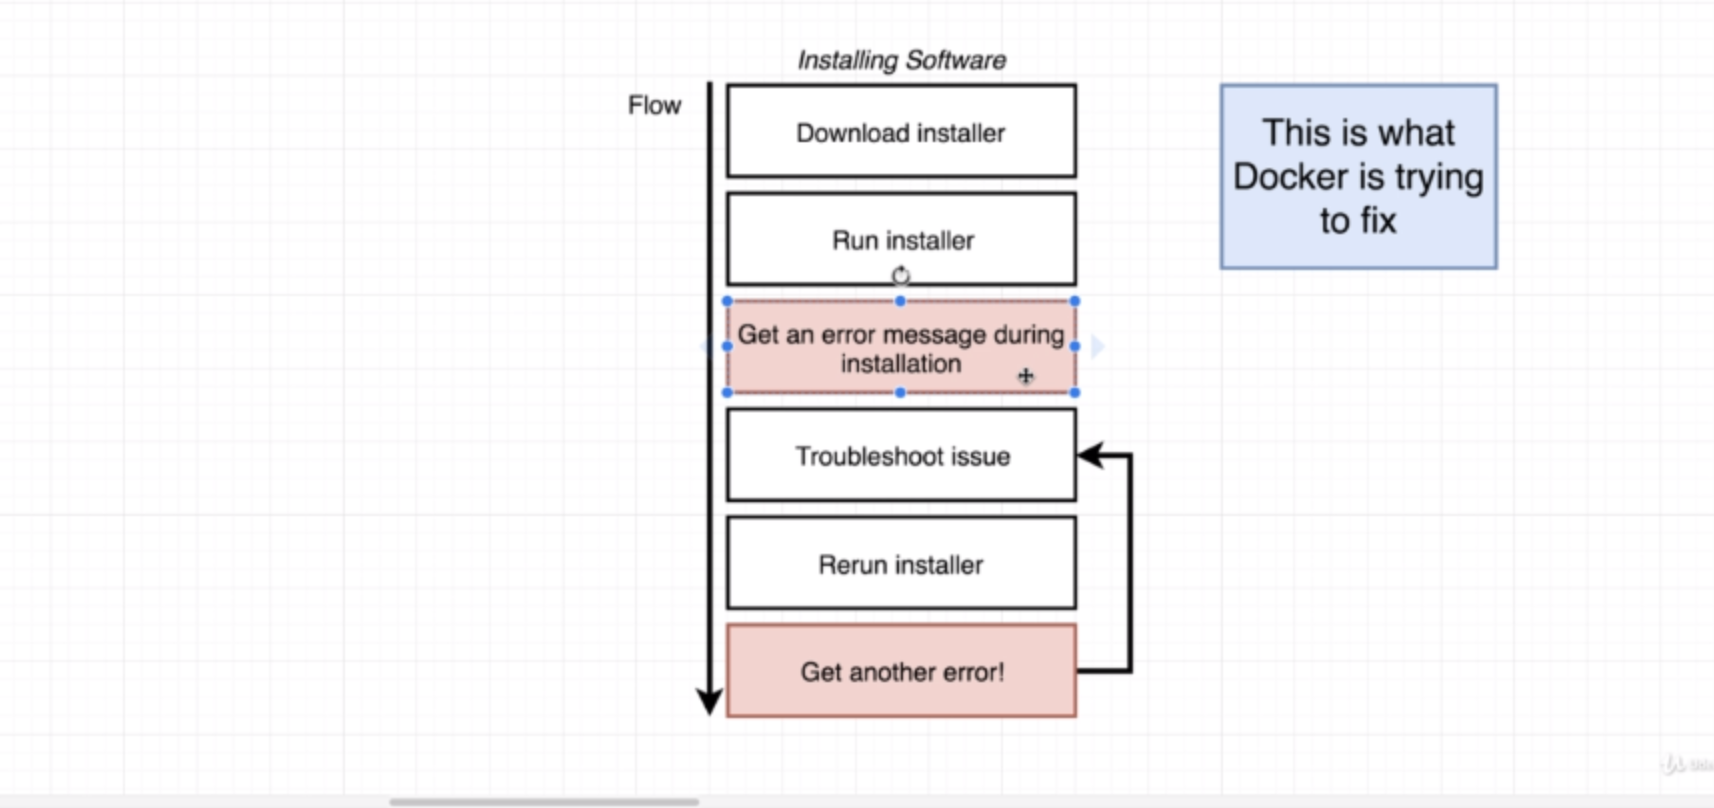 Installing Software
Flow
Download installer
Run installer
Get an error message during
installation
Troubleshoot issue
Rerun installer
Get another error!
This is what
Docker is trying
to fix